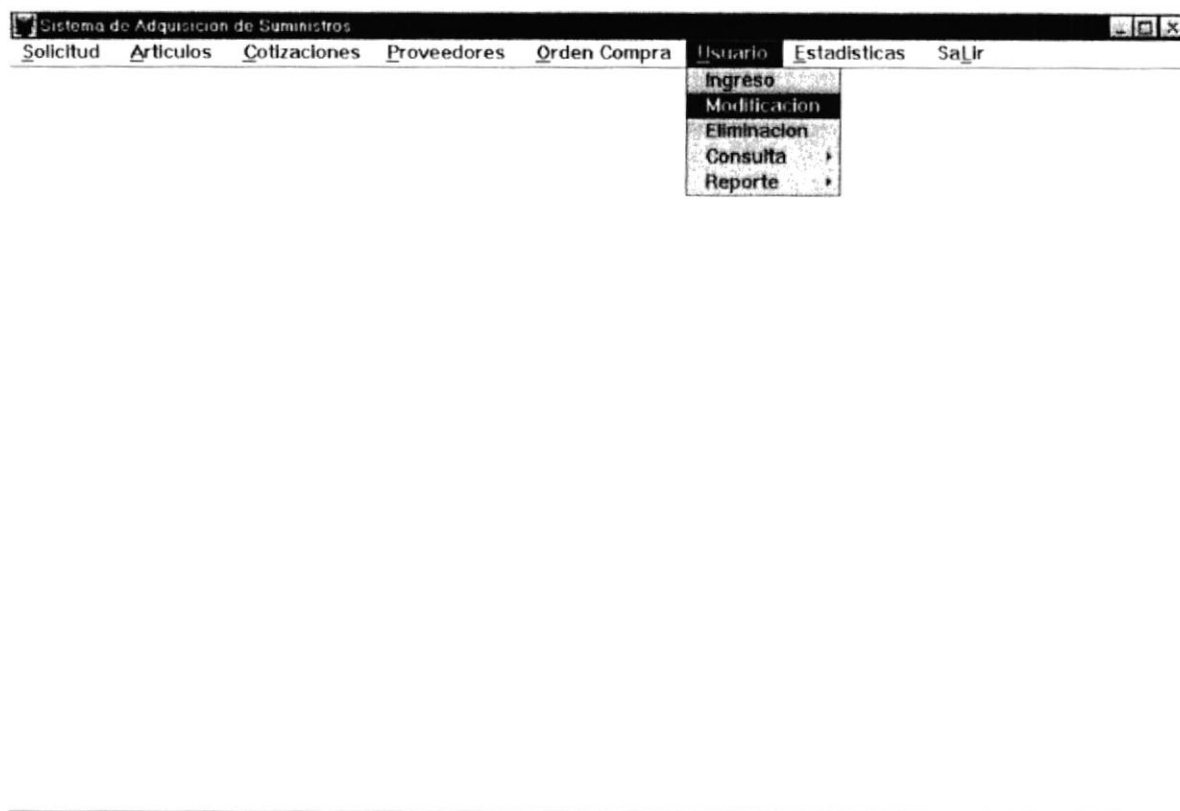 Sistema de Adquisicion de Suministros
Solicitud Articulos Cotizaciones Proveedores Orden Compra Usuario Estadisticas SaLir
Ingreso
Modificacion
Eliminacion
Consulta
Reporte